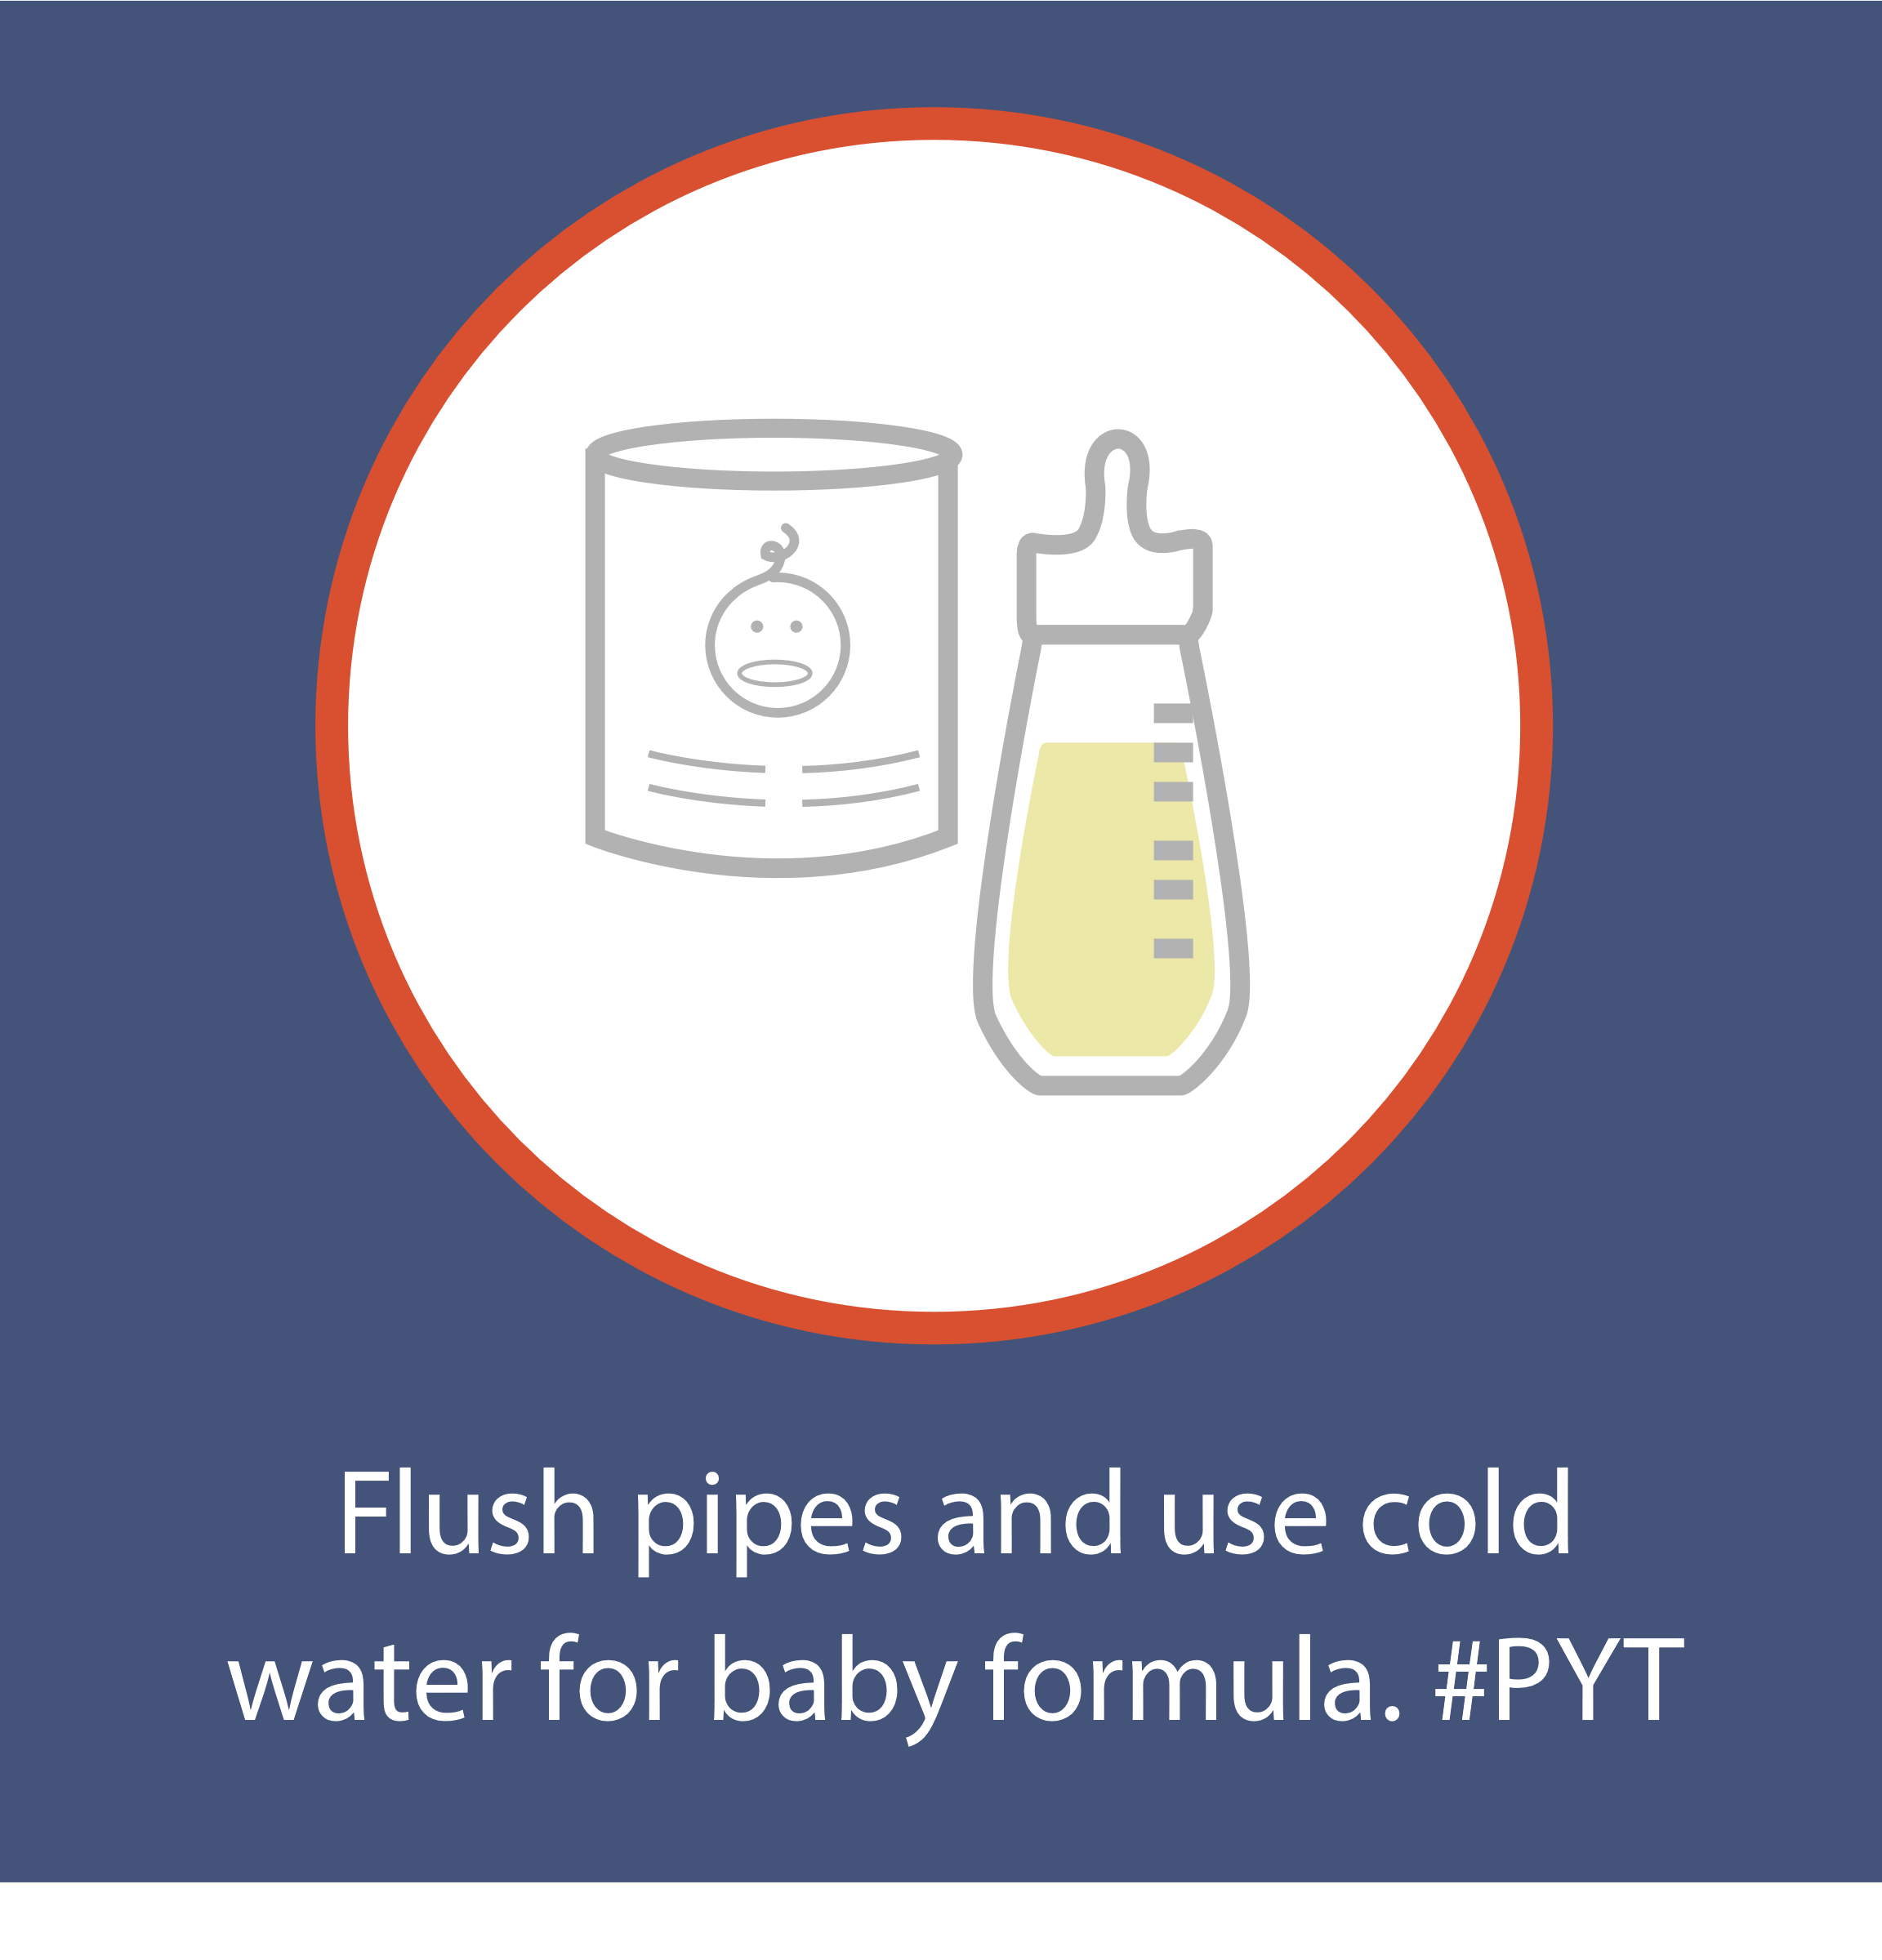 Flush pipes and use cold
water for baby formula. #PYT